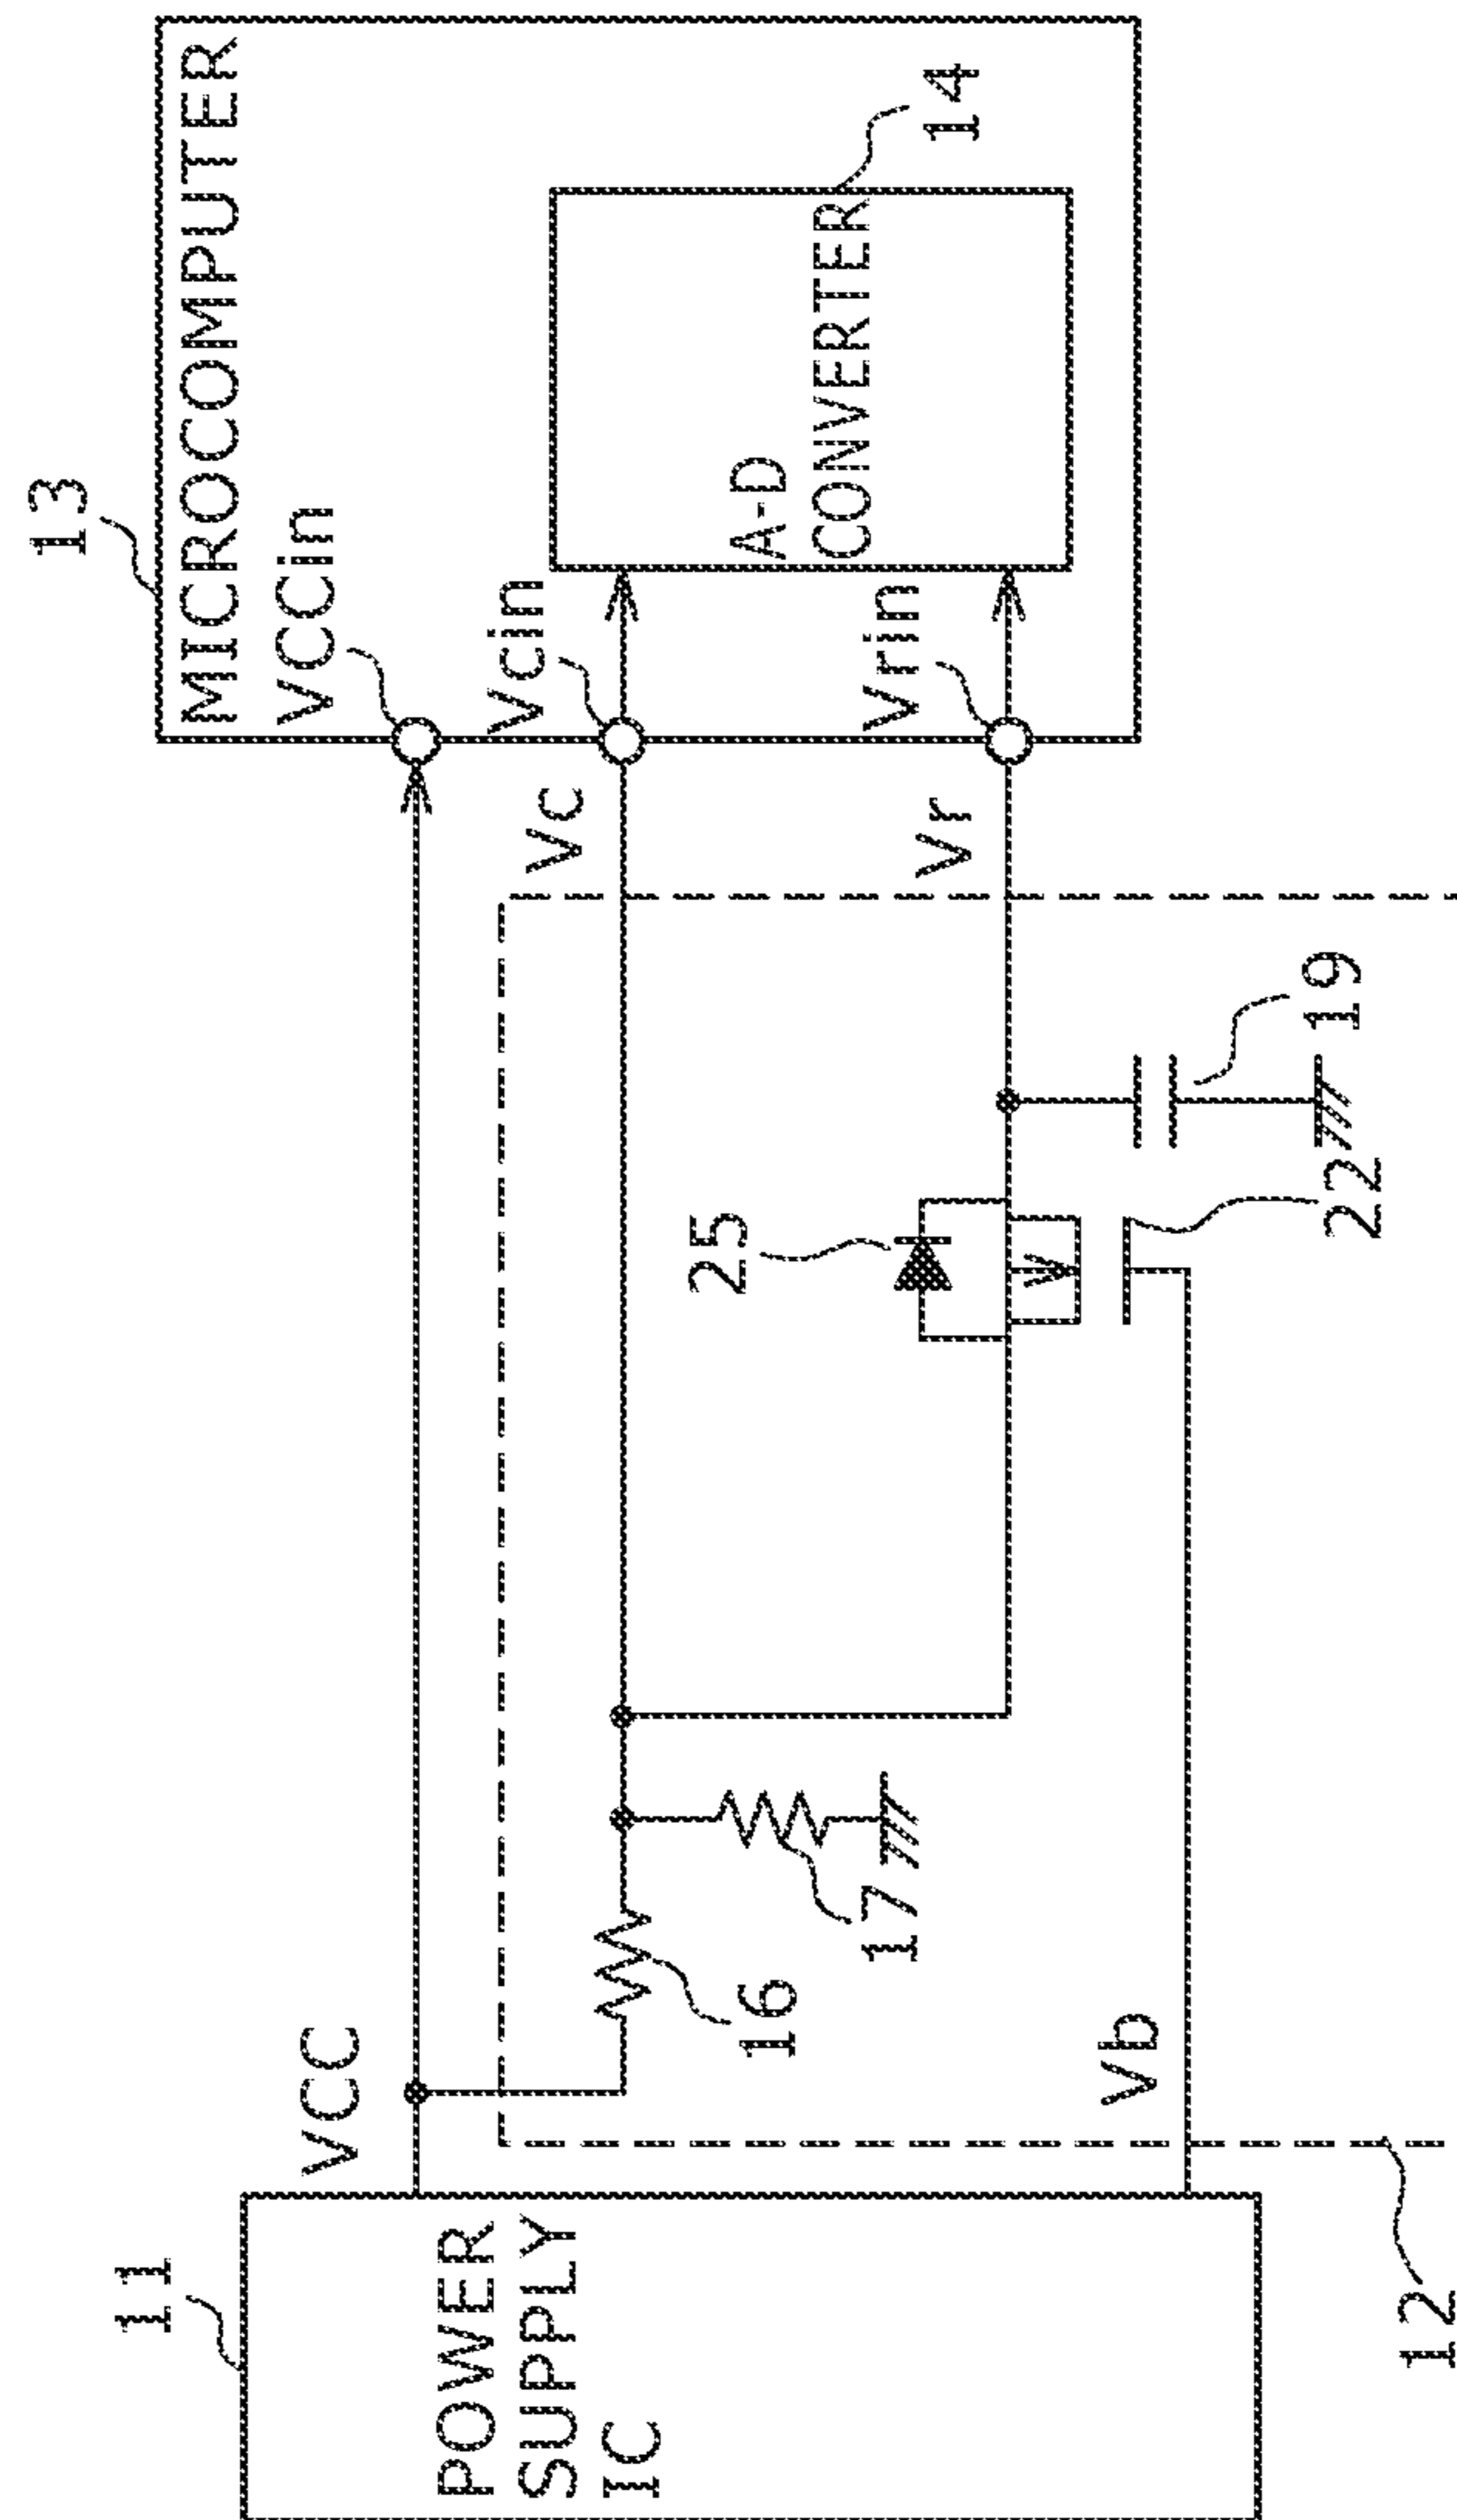 11
POWER
SUPPLY
IC
VCC
Vb
12
16
17
25
22
19
Vc
Vr
13
MICROCOMPUTER
VCCin
Vcin
Vrin
A-D
CONVERTER
14